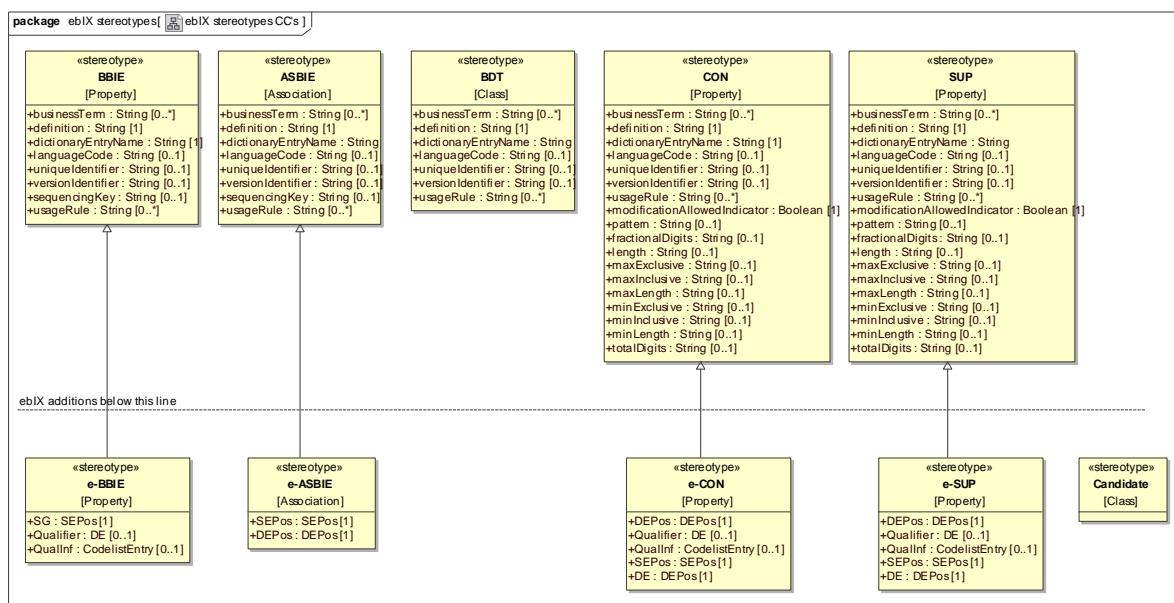 package ebIX stereotypes[ ebIX stereotypes CC's ]
«stereotype»
BBIE
[Property]
+businessTerm : String [0..*]
+definition : String [1]
+dictionaryEntryName : String [1]
+languageCode : String [0..1]
+uniqueIdentifier : String [0..1]
+versionIdentifier : String [0..1]
+sequencingKey : String [0..1]
+usageRule : String [0..*]
«stereotype»
ASBIE
[Association]
+businessTerm : String [0..*]
+definition : String [1]
+dictionaryEntryName : String
+languageCode : String [0..1]
+uniqueIdentifier : String [0..1]
+versionIdentifier : String [0..1]
+sequencingKey : String [0..1]
+usageRule : String [0..*]
«stereotype»
BDT
[Class]
+businessTerm : String [0..*]
+definition : String [1]
+dictionaryEntryName : String
+languageCode : String [0..1]
+uniqueIdentifier : String [0..1]
+versionIdentifier : String [0..1]
+usageRule : String [0..*]
«stereotype»
CON
[Property]
+businessTerm : String [0..*]
+definition : String [1]
+dictionaryEntryName : String [1]
+languageCode : String [0..1]
+uniqueIdentifier : String [0..1]
+versionIdentifier : String [0..1]
+usageRule : String [0..*]
+modificationAllowedIndicator : Boolean [1]
+pattern : String [0..1]
+fractionalDigits : String [0..1]
+length : String [0..1]
+maxExclusive : String [0..1]
+maxInclusive : String [0..1]
+maxLength : String [0..1]
+minExclusive : String [0..1]
+minInclusive : String [0..1]
+minLength : String [0..1]
+totalDigits : String [0..1]
«stereotype»
SUP
[Property]
+businessTerm : String [0..*]
+definition : String [1]
+dictionaryEntryName : String
+languageCode : String [0..1]
+uniqueIdentifier : String [0..1]
+versionIdentifier : String [0..1]
+usageRule : String [0..*]
+modificationAllowedIndicator : Boolean [1]
+pattern : String [0..1]
+fractionalDigits : String [0..1]
+length : String [0..1]
+maxExclusive : String [0..1]
+maxInclusive : String [0..1]
+maxLength : String [0..1]
+minExclusive : String [0..1]
+minInclusive : String [0..1]
+minLength : String [0..1]
+totalDigits : String [0..1]
ebIX additions below this line
«stereotype»
e-BBIE
[Property]
+SG : SEPos[1]
+Qualifier : DE [0..1]
+QualInf : CodelistEntry [0..1]
«stereotype»
e-ASBIE
[Association]
+SEPos : SEPos[1]
+DEPos : DEPos[1]
«stereotype»
e-CON
[Property]
+DEPos : DEPos[1]
+Qualifier : DE [0..1]
+QualInf : CodelistEntry [0..1]
+SEPos : SEPos[1]
+DE : DEPos[1]
«stereotype»
e-SUP
[Property]
+DEPos : DEPos[1]
+Qualifier : DE [0..1]
+QualInf : CodelistEntry [0..1]
+SEPos : SEPos[1]
+DE : DEPos[1]
«stereotype»
Candidate
[Class]